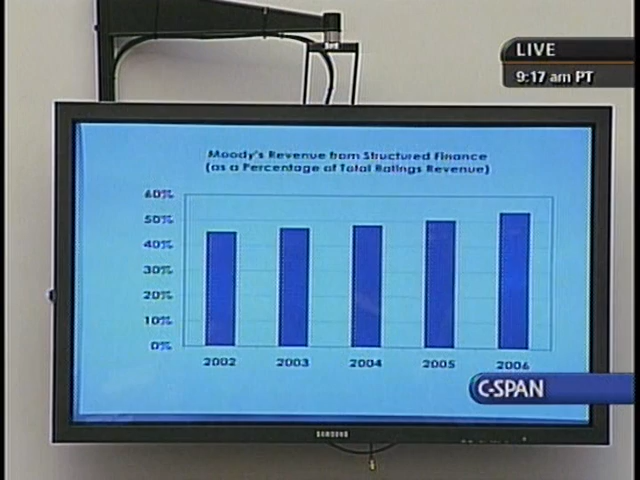 LIVE
9:17 am PT
Moody's Revenue from Structured Finance
(as a Percentage of Total Ratings Revenue)
60%
50%
40%
30%
20%
10%
0%
2002 2003 2004 2005 2006
C-SPAN
SAMSUNG